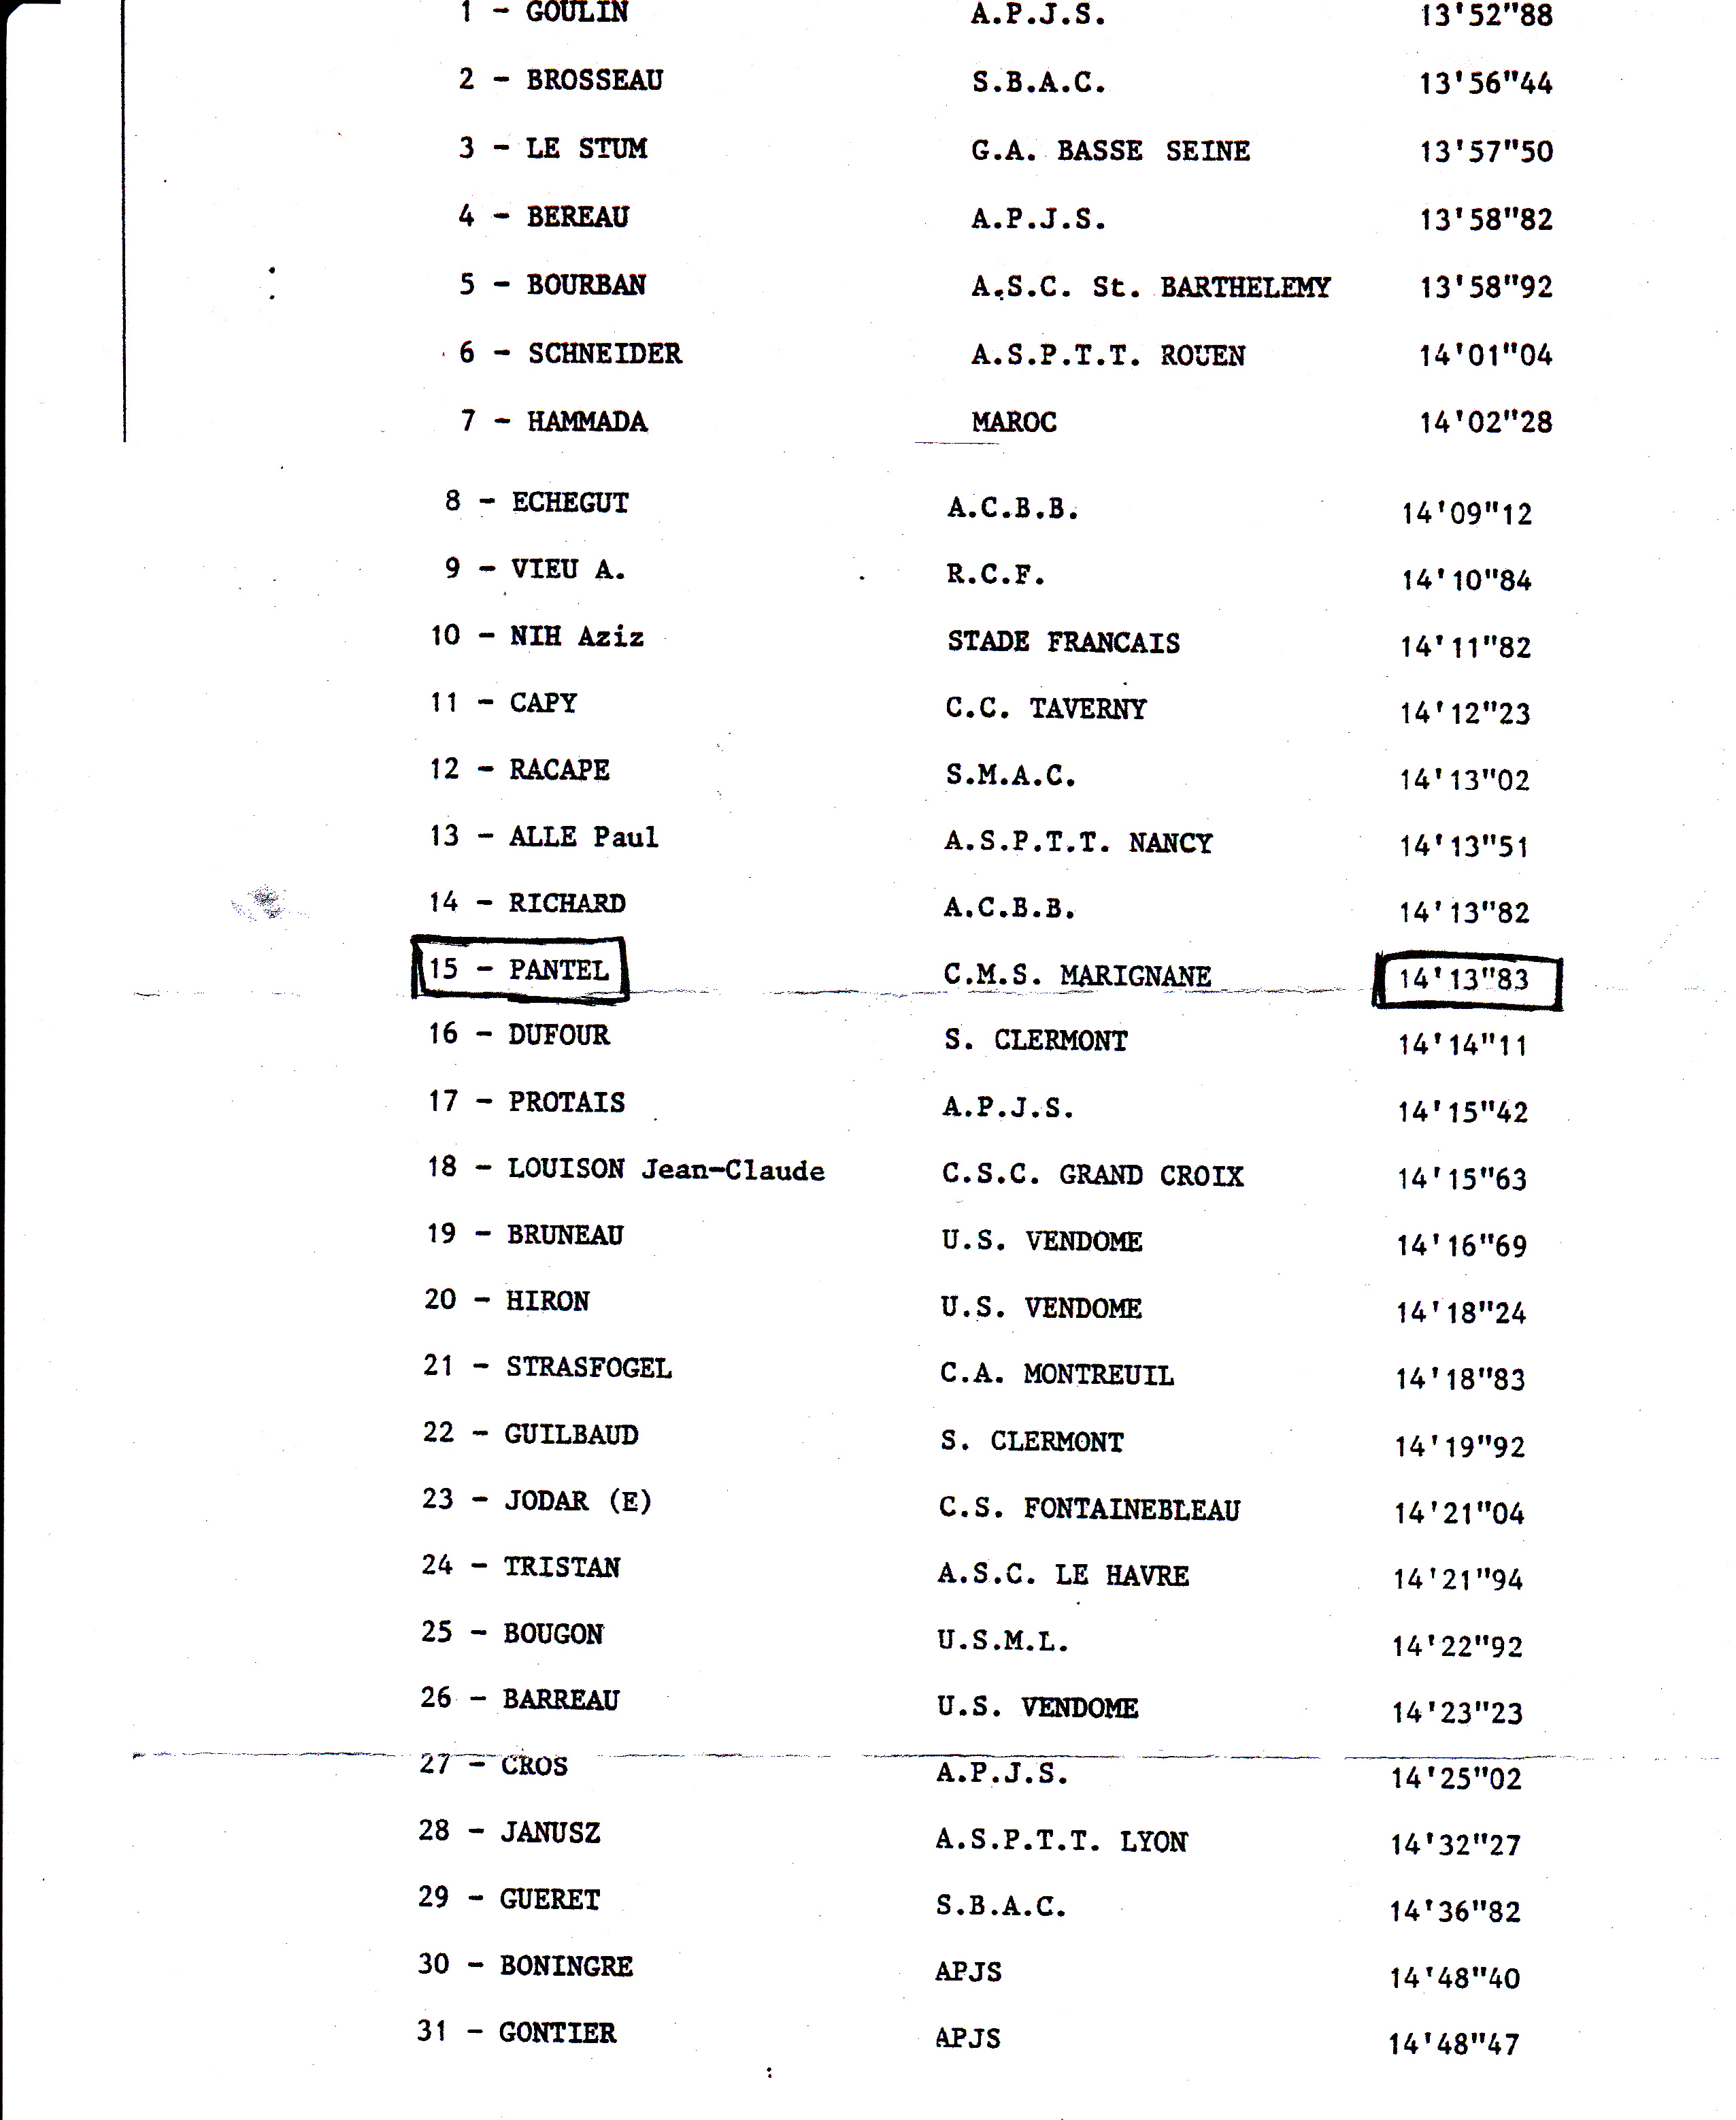 1 - GOULIN A.P.J.S. 13'52"88
2 - BROSSEAU S.B.A.C. 13'56"44
3 - LE STUM G.A. BASSE SEINE 13'57"50
4 - BEREAU A.P.J.S. 13'58"82
5 - BOURBAN A.S.C. St. BARTHELEMY 13'58"92
6 - SCHNEIDER A.S.P.T.T. ROUEN 14'01"04
7 - HAMMADA MAROC 14'02"28
8 - ECHEGUT A.C.B.B. 14'09"12
9 - VIEU A. R.C.F. 14'10"84
10 - NIH Aziz STADE FRANCAIS 14'11"82
11 - CAPY C.C. TAVERNY 14'12"23
12 - RACAPE S.M.A.C. 14'13"02
13 - ALLE Paul A.S.P.T.T. NANCY 14'13"51
14 - RICHARD A.C.B.B. 14'13"82
15 - PANTEL C.M.S. MARIGNANE 14'13"83
16 - DUFOUR S. CLERMONT 14'14"11
17 - PROTAIS A.P.J.S. 14'15"42
18 - LOUISON Jean-Claude C.S.C. GRAND CROIX 14'15"63
19 - BRUNEAU U.S. VENDOME 14'16"69
20 - HIRON U.S. VENDOME 14'18"24
21 - STRASFOGEL C.A. MONTREUIL 14'18"83
22 - GUILBAUD S. CLERMONT 14'19"92
23 - JODAR (E) C.S. FONTAINEBLEAU 14'21"04
24 - TRISTAN A.S.C. LE HAVRE 14'21"94
25 - BOUGON U.S.M.L. 14'22"92
26 - BARREAU U.S. VENDOME 14'23"23
27 - CROS A.P.J.S. 14'25"02
28 - JANUSZ A.S.P.T.T. LYON 14'32"27
29 - GUERET S.B.A.C. 14'36"82
30 - BONINGRE APJS 14'48"40
31 - GONTIER APJS 14'48"47